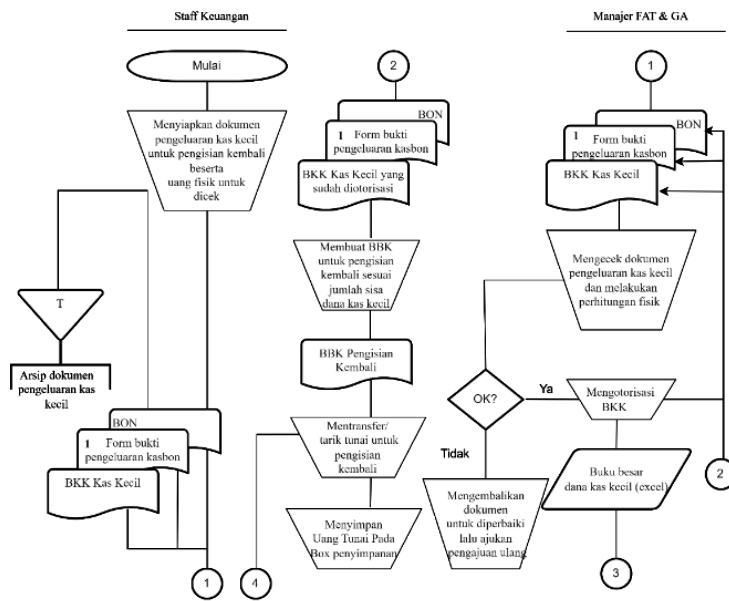 Staff Keuangan
Manajer FAT & GA
Mulai
Menyiapkan dokumen
pengeluaran kas kecil
untuk pengisian kembali
beserta
uang fisik untuk
dicek
T
Arsip dokumen
pengeluaran kas
kecil
BON
1 Form bukti
pengeluaran kasbon
BKK Kas Kecil
1
2
BON
1 Form bukti
pengeluaran kasbon
BKK Kas Kecil yang
sudah diotorisasi
Membuat BBK
untuk pengisian
kembali sesuai
jumlah sisa
dana kas kecil
BBK Pengisian
Kembali
Mentransfer/
tarik tunai untuk
pengisian
kembali
Menyimpan
Uang Tunai Pada
Box penyimpanan
4
1
BON
1 Form bukti
pengeluaran kasbon
BKK Kas Kecil
Mengecek dokumen
pengeluaran kas kecil
dan melakukan
perhitungan fisik
OK?
Ya
Mengotorisasi
BKK
Tidak
Mengembalikan
dokumen
untuk diperbaiki
lalu ajukan
pengajuan ulang
Buku besar
dana kas kecil (excel)
2
3